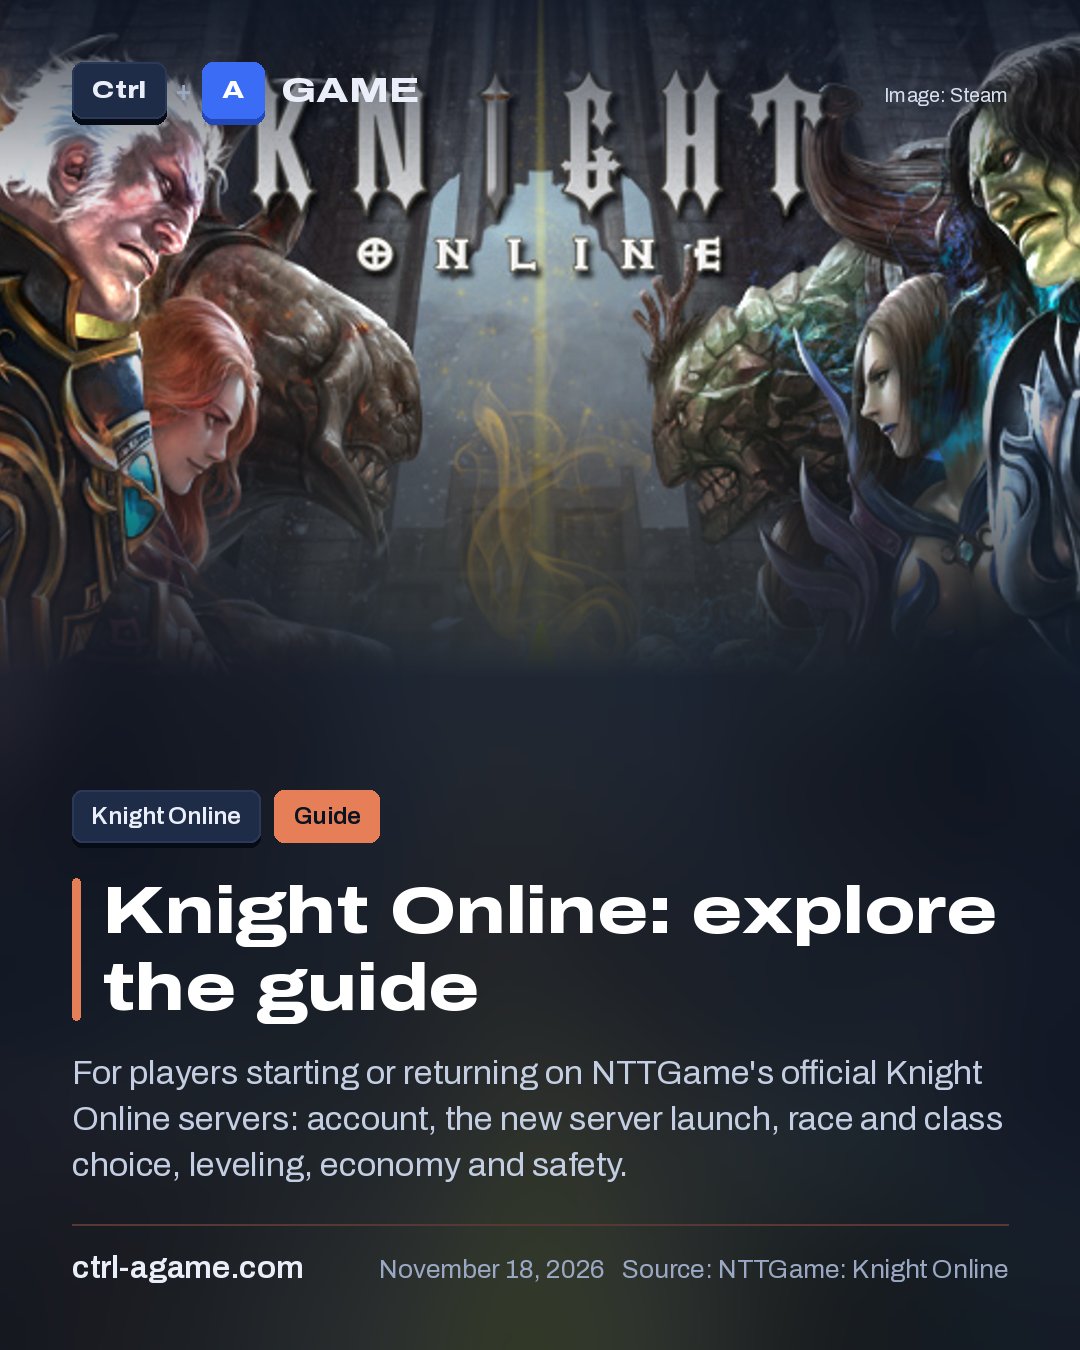 Ctrl + A GAME
Image: Steam
KNIGHT
ONLINE
Knight Online
Guide
Knight Online: explore
the guide
For players starting or returning on NTTGame's official Knight
Online servers: account, the new server launch, race and class
choice, leveling, economy and safety.
ctrl-agame.com
November 18, 2026 Source: NTTGame: Knight Online